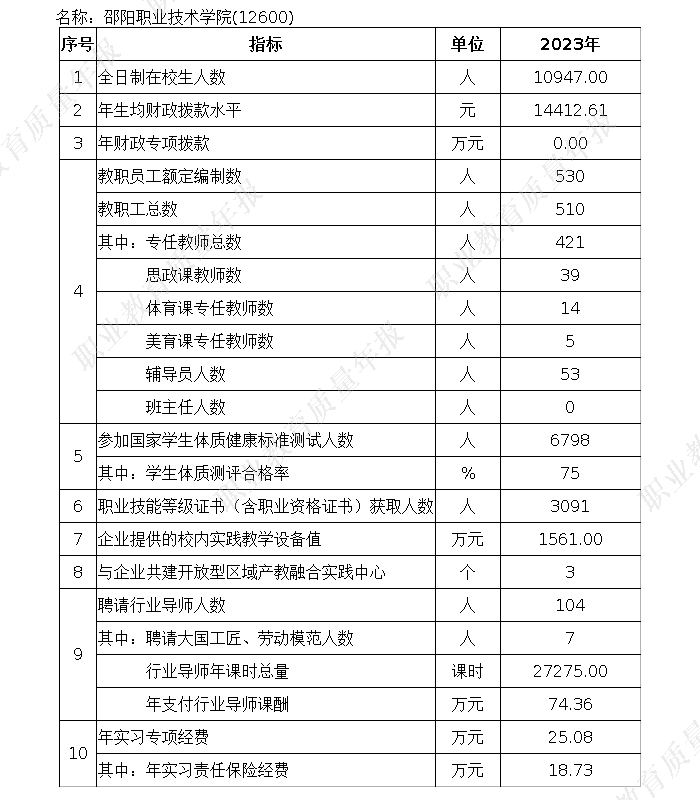 名称：邵阳职业技术学院(12600)
序号 指标 单位 2023年
1 全日制在校生人数 人 10947.00
2 年生均财政拨款水平 元 14412.61
3 年财政专项拨款 万元 0.00
4 教职员工额定编制数 人 530
教职工总数 人 510
其中：专任教师总数 人 421
思政课教师数 人 39
体育课专任教师数 人 14
美育课专任教师数 人 5
辅导员人数 人 53
班主任人数 人 0
5 参加国家学生体质健康标准测试人数 人 6798
其中：学生体质测评合格率 % 75
6 职业技能等级证书（含职业资格证书）获取人数 人 3091
7 企业提供的校内实践教学设备值 万元 1561.00
8 与企业共建开放型区域产教融合实践中心 个 3
9 聘请行业导师人数 人 104
其中：聘请大国工匠、劳动模范人数 人 7
行业导师年课时总量 课时 27275.00
年支付行业导师课酬 万元 74.36
10 年实习专项经费 万元 25.08
其中：年实习责任保险经费 万元 18.73
职业教育质量年报